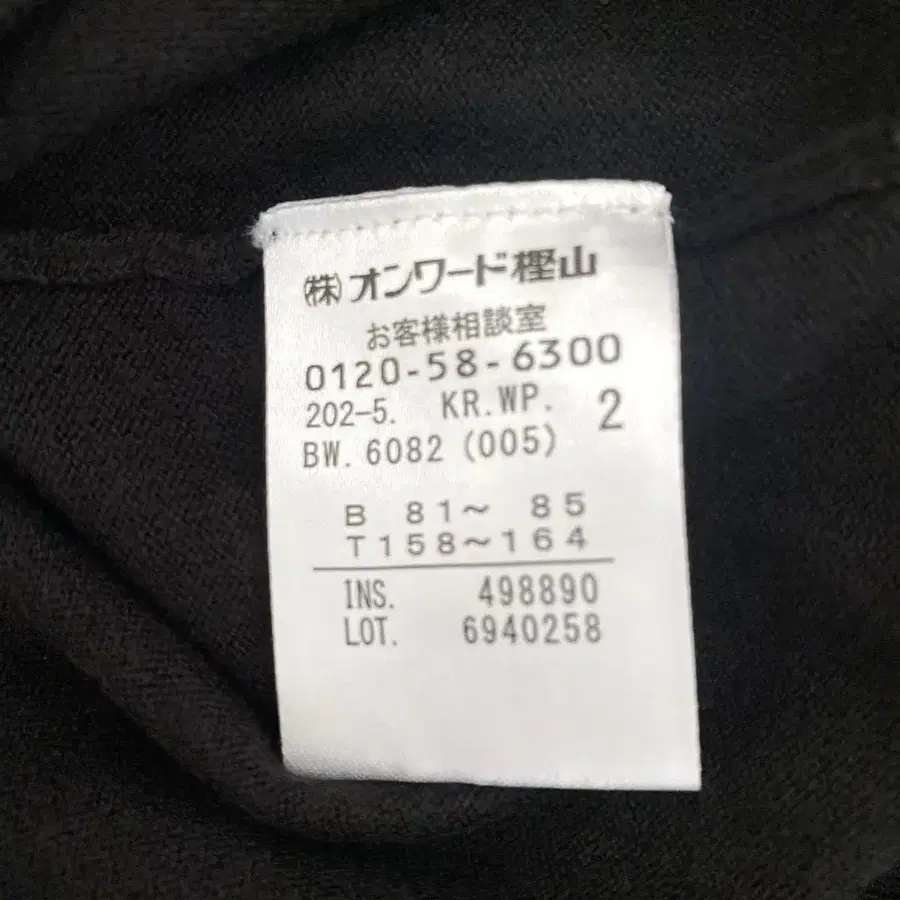 (株)オンワード樫山
お客様相談室
0120-58-6300
202-5. KR.WP. 2
BW.6082(005)
B 81～ 85
T158～164
INS. 498890
LOT. 6940258